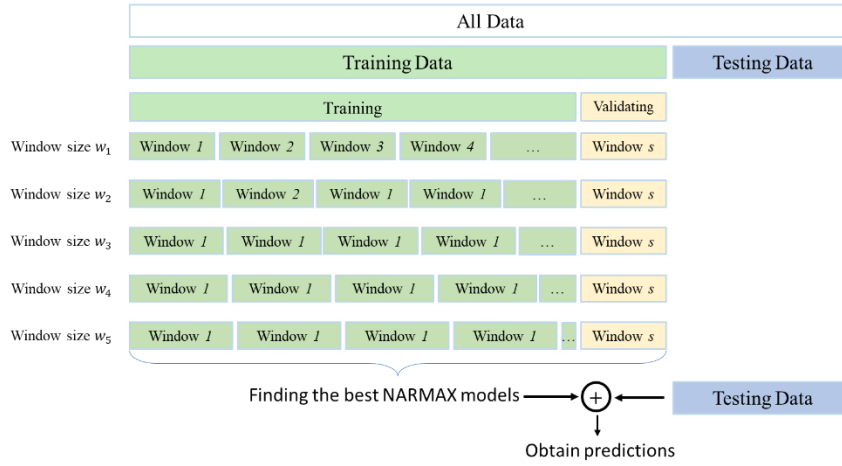 All Data
Training Data Testing Data
Training Validating
Window size w₁ Window 1 Window 2 Window 3 Window 4 ... Window s
Window size w₂ Window 1 Window 2 Window 1 Window 1 ... Window s
Window size w₃ Window 1 Window 1 Window 1 Window 1 ... Window s
Window size w₄ Window 1 Window 1 Window 1 Window 1 ... Window s
Window size w₅ Window 1 Window 1 Window 1 Window 1 ... Window s
Finding the best NARMAX models + Testing Data
Obtain predictions